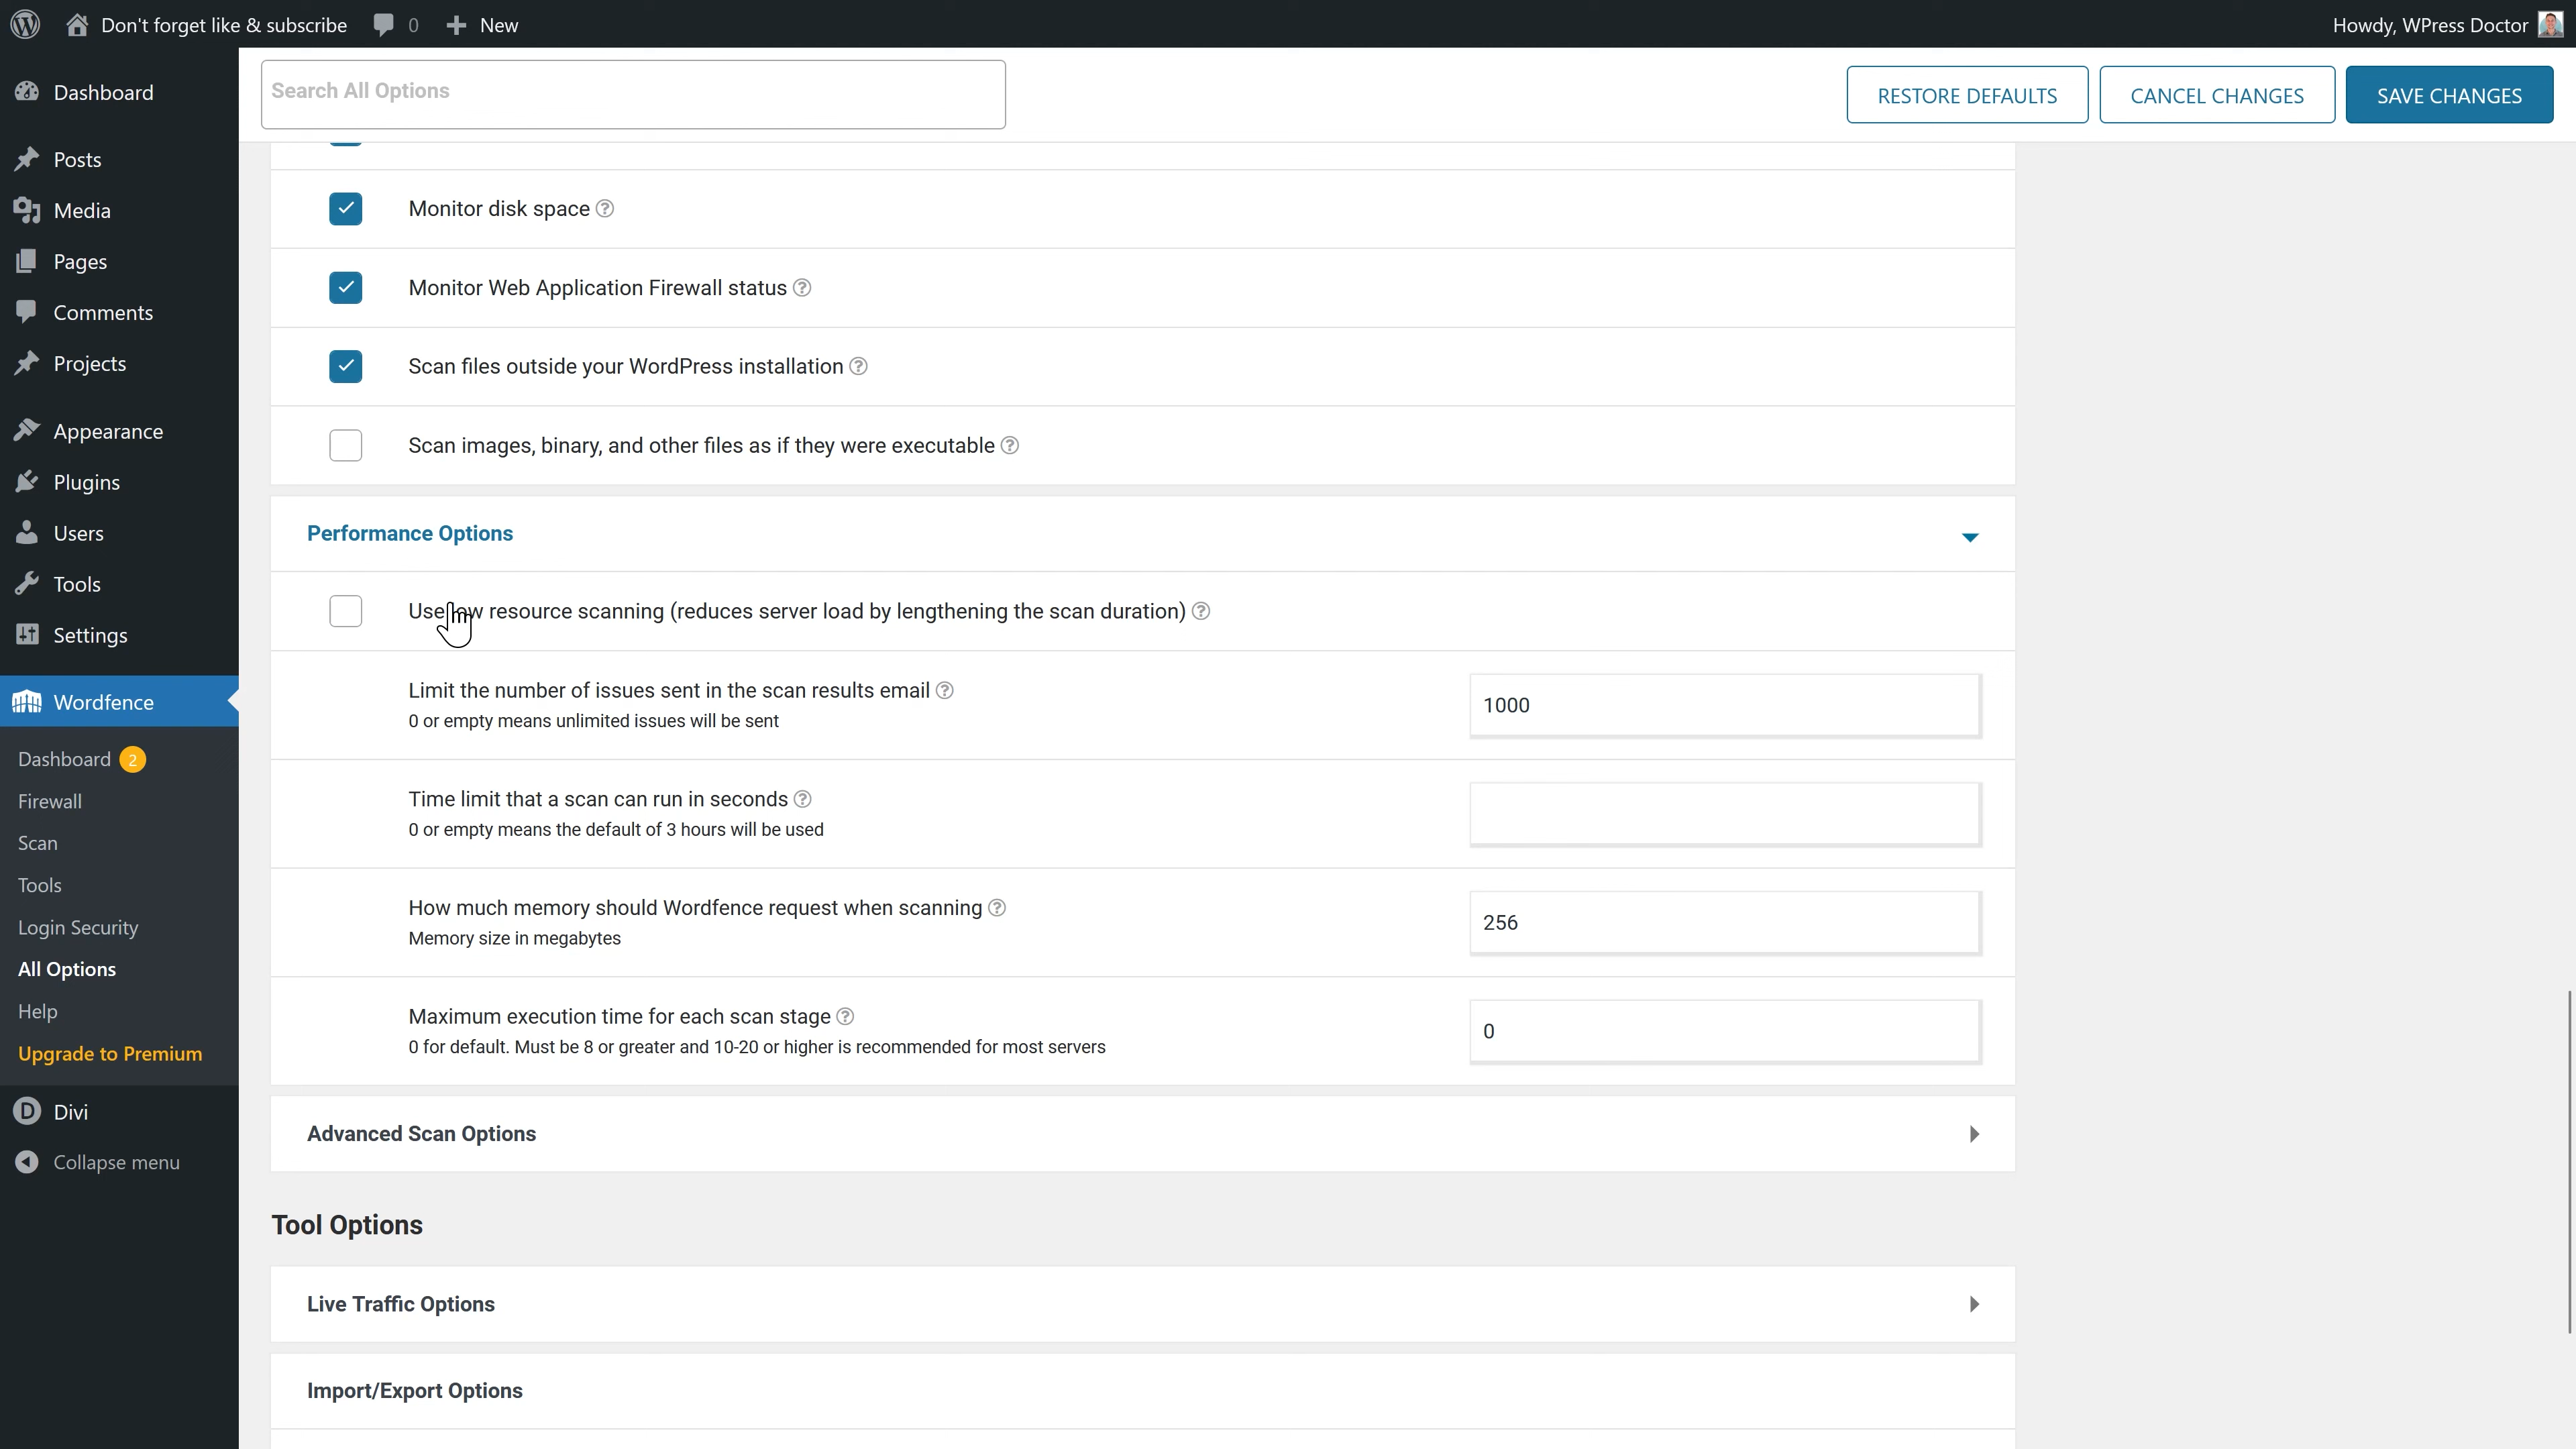 Don't forget like & subscribe 0 New Howdy, WPress Doctor
Dashboard
Posts
Media
Pages
Comments
Projects
Appearance
Plugins
Users
Tools
Settings
Wordfence
Dashboard 2
Firewall
Scan
Tools
Login Security
All Options
Help
Upgrade to Premium
Divi
Collapse menu
Search All Options
RESTORE DEFAULTS CANCEL CHANGES SAVE CHANGES
Monitor disk space
Monitor Web Application Firewall status
Scan files outside your WordPress installation
Scan images, binary, and other files as if they were executable
Performance Options
Use low resource scanning (reduces server load by lengthening the scan duration)
Limit the number of issues sent in the scan results email
0 or empty means unlimited issues will be sent
1000
Time limit that a scan can run in seconds
0 or empty means the default of 3 hours will be used
How much memory should Wordfence request when scanning
Memory size in megabytes
256
Maximum execution time for each scan stage
0 for default. Must be 8 or greater and 10-20 or higher is recommended for most servers
0
Advanced Scan Options
Tool Options
Live Traffic Options
Import/Export Options